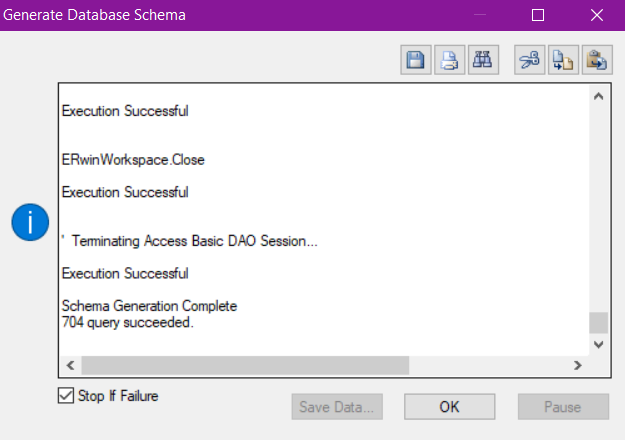 Generate Database Schema
Execution Successful
ERwinWorkspace.Close
Execution Successful
' Terminating Access Basic DAO Session...
Execution Successful
Schema Generation Complete
704 query succeeded.
Stop If Failure
Save Data...
OK
Pause